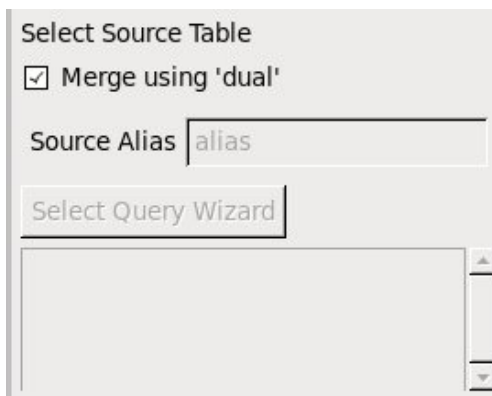 Select Source Table
Merge using 'dual'
Source Alias alias
Select Query Wizard